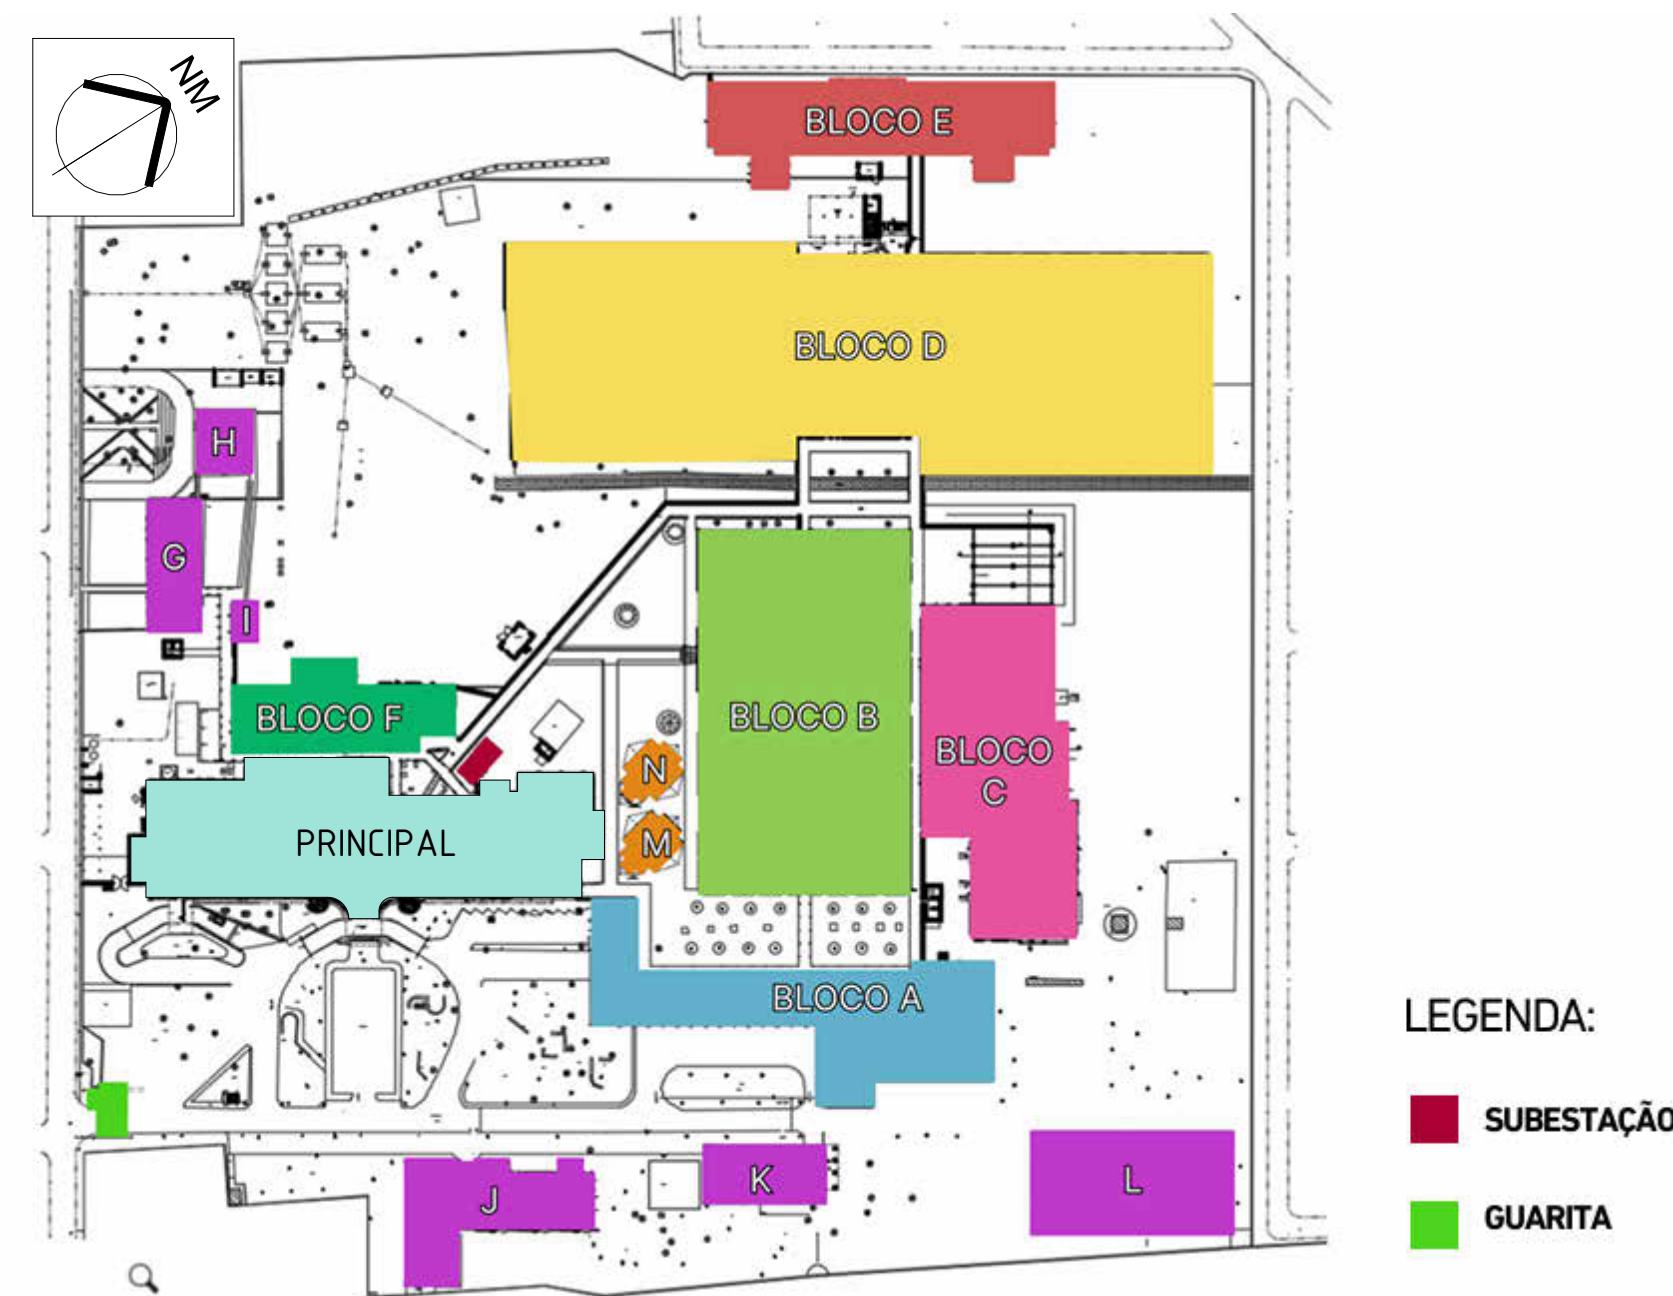 NM
BLOCO E
BLOCO D
H
G
I
BLOCO F
BLOCO B
BLOCO
C
N
M
PRINCIPAL
BLOCO A
J
K
L
LEGENDA:
SUBESTAÇÃO
GUARITA